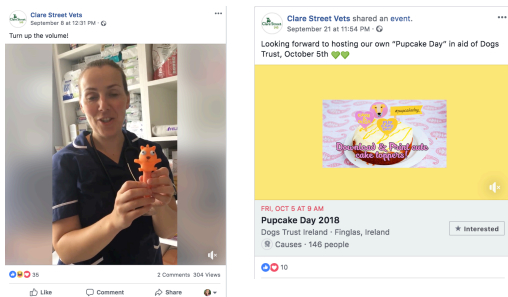 Clare Street Vets
September 6 at 12:31 PM ·
Turn up the volume!
35
2 Comments 304 Views
Like Comment Share
Clare Street Vets shared an event.
September 21 at 11:54 PM ·
Looking forward to hosting our own "Pupcake Day" in aid of Dogs
Trust, October 5th
Download & Print cute
cake toppers
FRI, OCT 5 AT 9 AM
Pupcake Day 2018
Dogs Trust Ireland · Finglas, Ireland
Causes · 146 people
Interested
10